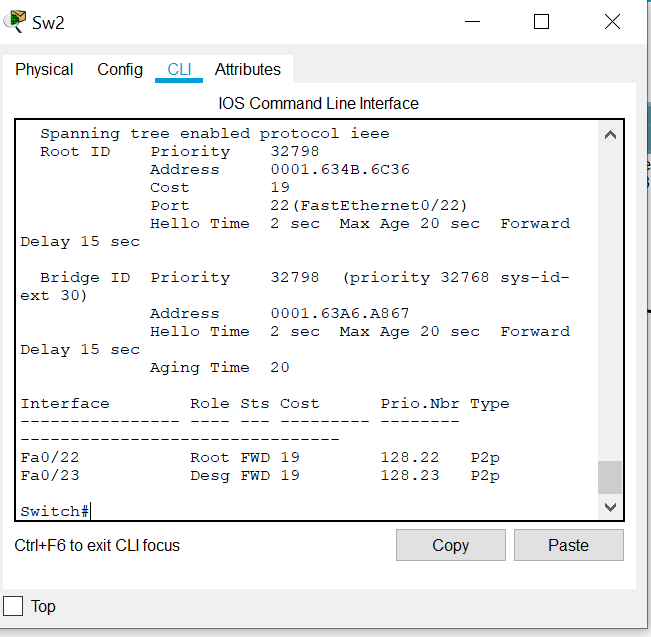 Sw2
Physical Config CLI Attributes
IOS Command Line Interface
Spanning tree enabled protocol ieee
Root ID Priority 32798
Address 0001.634B.6C36
Cost 19
Port 22(FastEthernet0/22)
Hello Time 2 sec Max Age 20 sec Forward
Delay 15 sec
Bridge ID Priority 32798 (priority 32768 sys-id-
ext 30)
Address 0001.63A6.A867
Hello Time 2 sec Max Age 20 sec Forward
Delay 15 sec
Aging Time 20
Interface Role Sts Cost Prio.Nbr Type
---------------- ---- --- --------- --------
--------------------------------
Fa0/22 Root FWD 19 128.22 P2p
Fa0/23 Desg FWD 19 128.23 P2p
Switch#
Ctrl+F6 to exit CLI focus
Copy Paste
Top